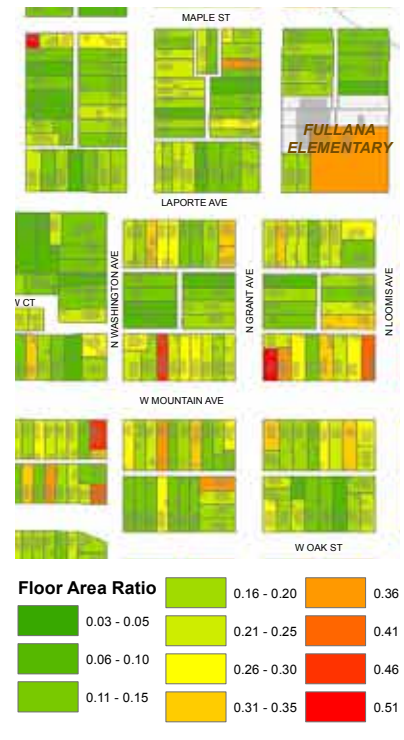 MAPLE ST
FULLANA
ELEMENTARY
LAPORTE AVE
N WASHINGTON AVE
N GRANT AVE
N LOOMIS AVE
W CT
W MOUNTAIN AVE
W OAK ST
Floor Area Ratio
0.03 - 0.05
0.06 - 0.10
0.11 - 0.15
0.16 - 0.20
0.21 - 0.25
0.26 - 0.30
0.31 - 0.35
0.36
0.41
0.46
0.51